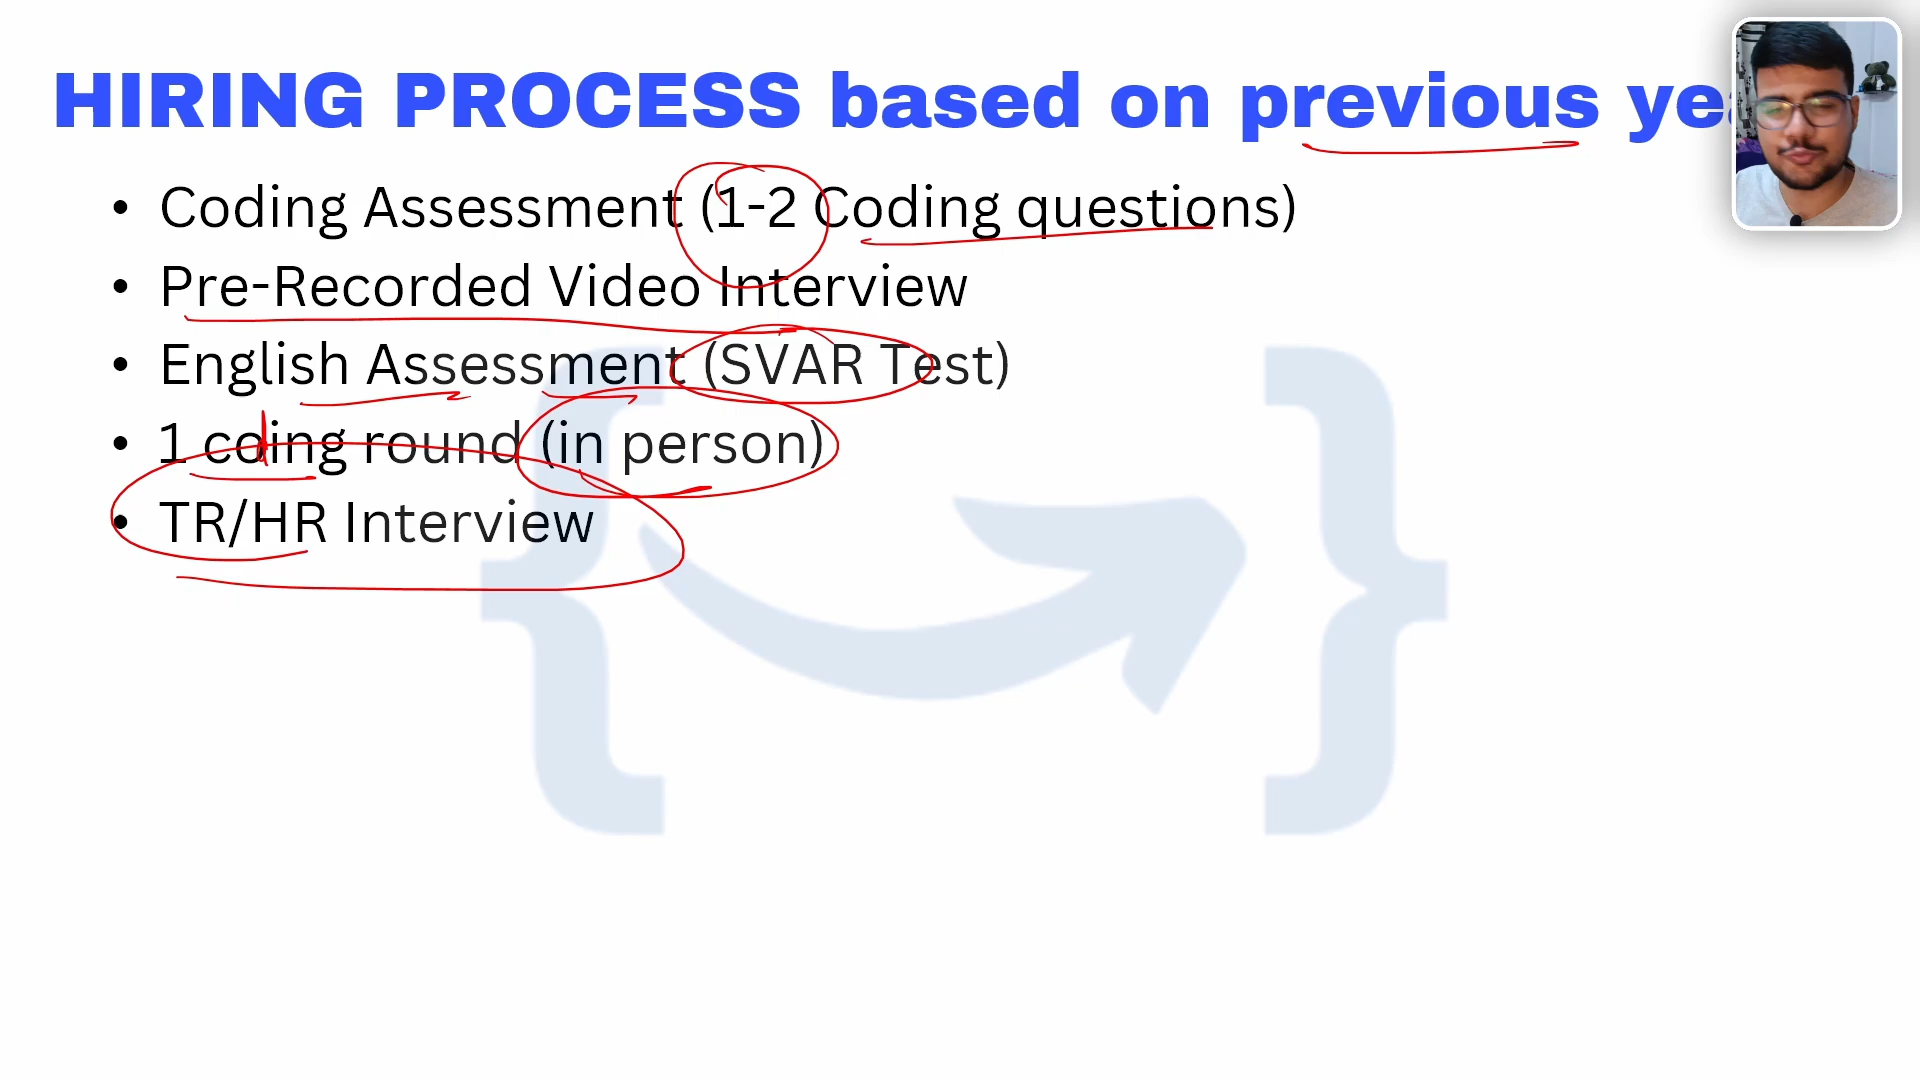 HIRING PROCESS based on previous
• Coding Assessment (1-2 Coding questions)
• Pre-Recorded Video Interview
• English Assessment (SVAR Test)
• 1 coding round (in person)
• TR/HR Interview